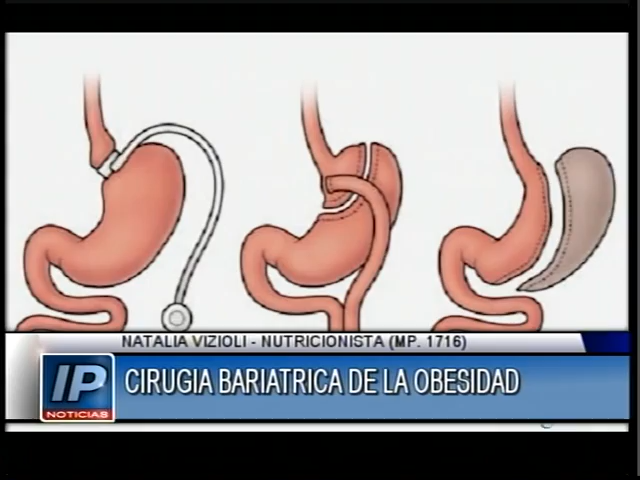 NATALIA VIZIOLI - NUTRICIONISTA (MP. 1716)
IP
NOTICIAS
CIRUGIA BARIATRICA DE LA OBESIDAD